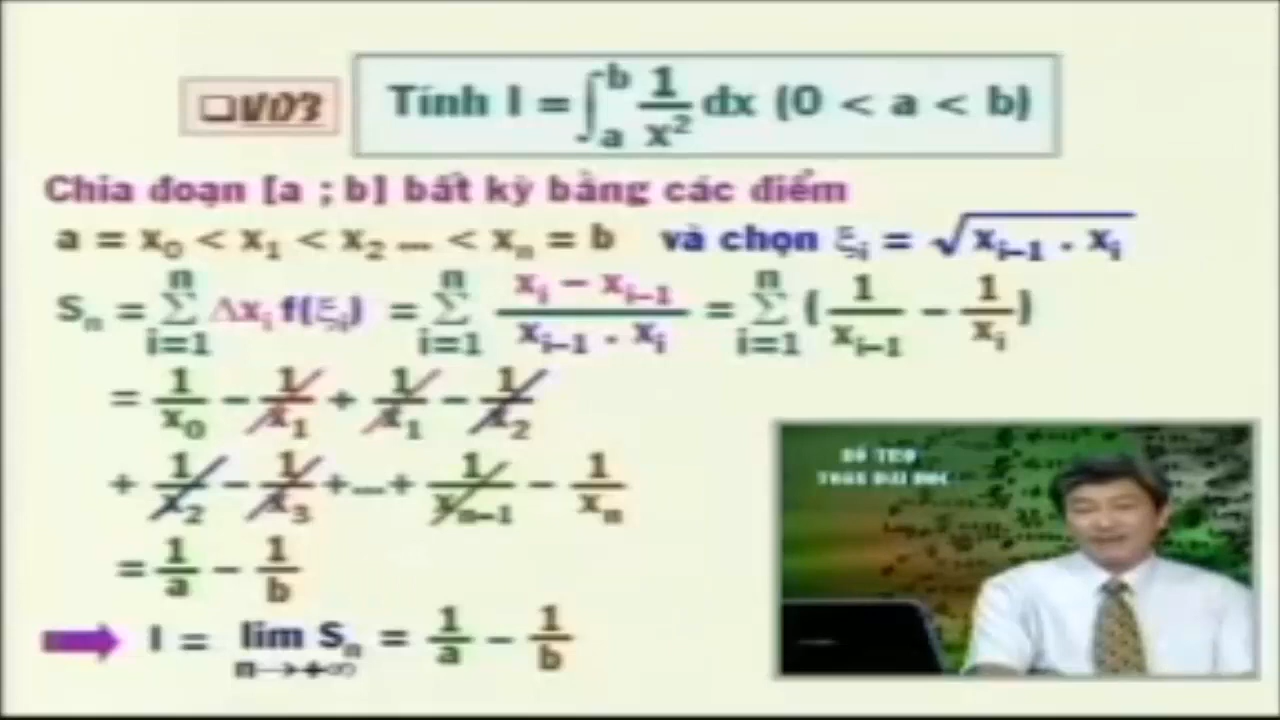 ❑VD3
Tính I = ∫_a^b 1/x² dx (0 < a < b)
Chia đoạn [a ; b] bất kỳ bằng các điểm
a = x₀ < x₁ < x₂ ... < xₙ = b và chọn ξᵢ = √(xᵢ₋₁ . xᵢ)
Sₙ = Σ_{i=1}^n Δxᵢ f(ξᵢ) = Σ_{i=1}^n (xᵢ − xᵢ₋₁)/(xᵢ₋₁ . xᵢ) = Σ_{i=1}^n (1/xᵢ₋₁ − 1/xᵢ)
= 1/x₀ − 1/x₁ + 1/x₁ − 1/x₂
+ 1/x₂ − 1/x₃ + ... + 1/xₙ₋₁ − 1/xₙ
= 1/a − 1/b
I = lim_{n→+∞} Sₙ = 1/a − 1/b